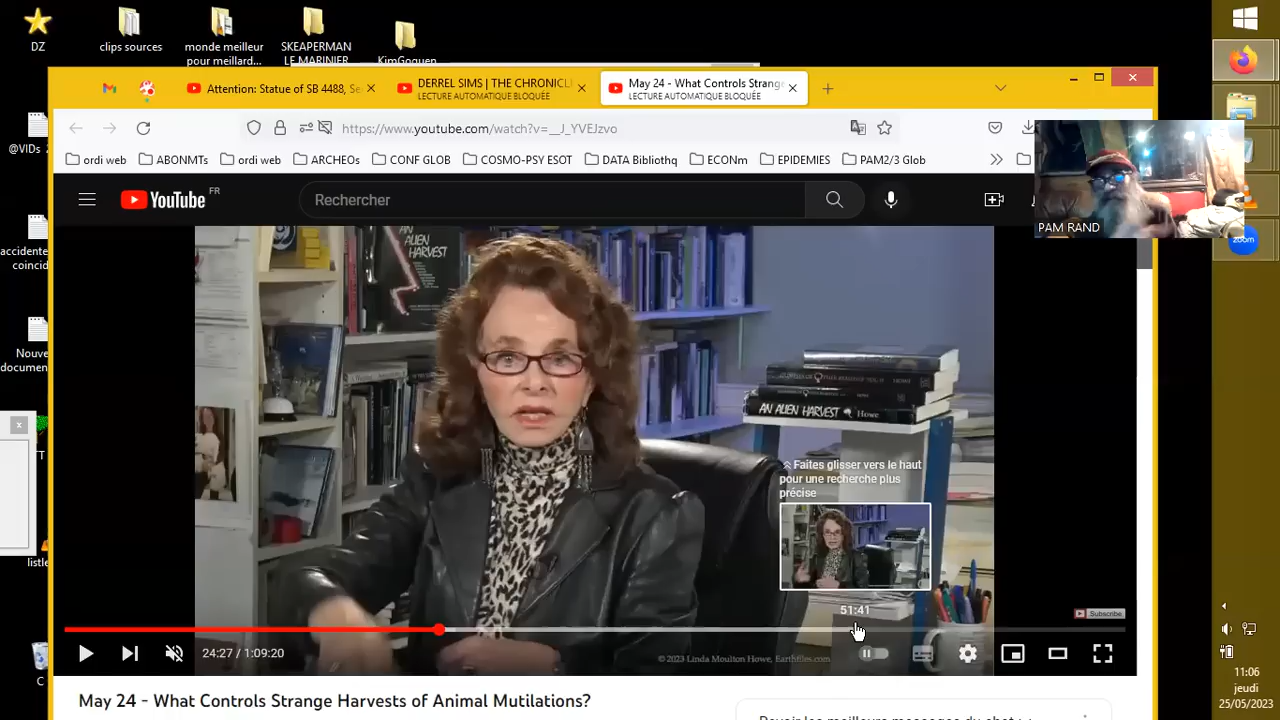 DZ
clips sources
monde meilleur
pour meillard...
SKEAPERMAN
LE MARINIER
KimGoguen
Attention: Statue of SB 4488, Se
DERREL SIMS | THE CHRONICL
LECTURE AUTOMATIQUE BLOQUÉE
May 24 - What Controls Strange
LECTURE AUTOMATIQUE BLOQUÉE
@VIDs
https://www.youtube.com/watch?v=__J_YVEJzvo
ordi web
ABONMTs
ordi web
ARCHEOs
CONF GLOB
COSMO-PSY ESOT
DATA Bibliothq
ECONm
EPIDEMIES
PAM2/3 Glob
YouTube FR
Rechercher
PAM RAND
zoom
accidente
coincid
AN ALIEN HARVEST
AN ALIEN HARVEST Howe
Nouve
document
Faites glisser vers le haut
pour une recherche plus
précise
51:41
Subscribe
24:27 / 1:09:20
© 2023 Linda Moulton Howe, Earthfiles.com
C
11:06
jeudi
25/05/2023
May 24 - What Controls Strange Harvests of Animal Mutilations?